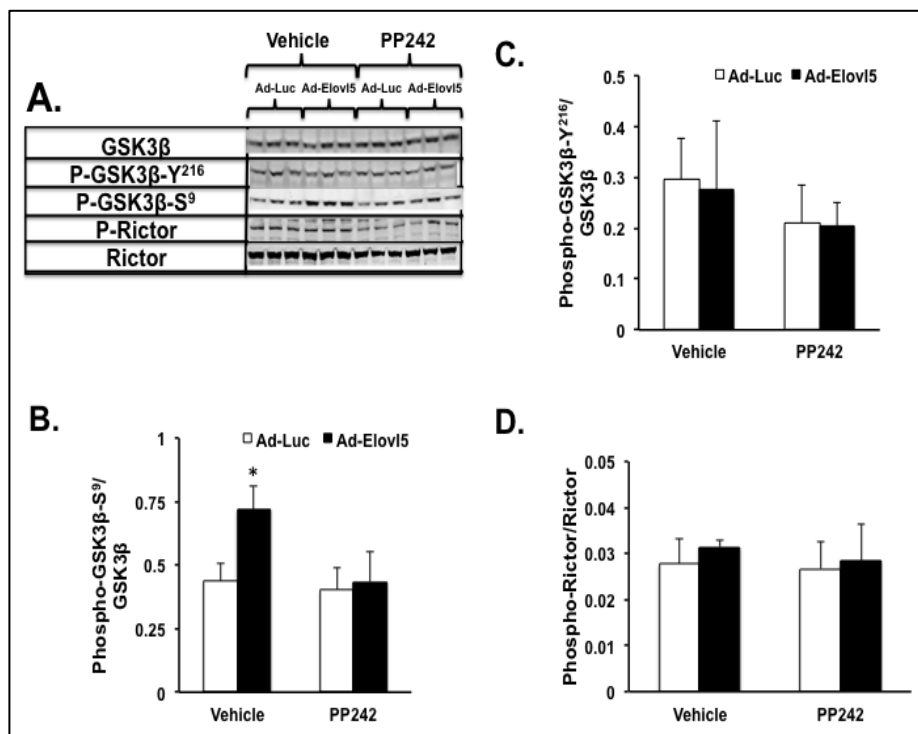 A.
Vehicle PP242
Ad-Luc Ad-Elovl5 Ad-Luc Ad-Elovl5
GSK3β
P-GSK3β-Y²¹⁶
P-GSK3β-S⁹
P-Rictor
Rictor
B.
Ad-Luc Ad-Elovl5
Phospho-GSK3β-S⁹/
GSK3β
1
0.75
0.5
0.25
0
*
Vehicle PP242
C.
Ad-Luc Ad-Elovl5
Phospho-GSK3β-Y²¹⁶/
GSK3β
0.5
0.4
0.3
0.2
0.1
0
Vehicle PP242
D.
Phospho-Rictor/Rictor
0.05
0.04
0.03
0.02
0.01
0
Vehicle PP242